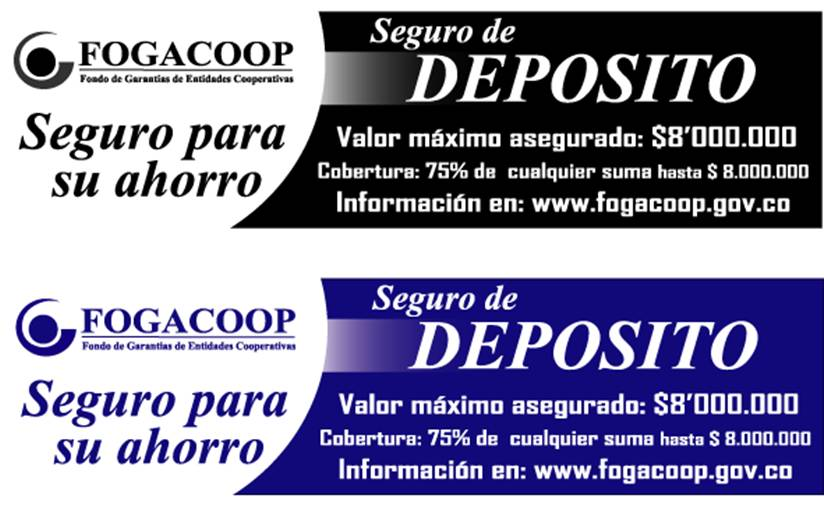 FOGACOOP
Fondo de Garantías de Entidades Cooperativas
Seguro para
su ahorro
Seguro de
DEPOSITO
Valor máximo asegurado: $8'000.000
Cobertura: 75% de cualquier suma hasta $ 8.000.000
Información en: www.fogacoop.gov.co
FOGACOOP
Fondo de Garantías de Entidades Cooperativas
Seguro para
su ahorro
Seguro de
DEPOSITO
Valor máximo asegurado: $8'000.000
Cobertura: 75% de cualquier suma hasta $ 8.000.000
Información en: www.fogacoop.gov.co